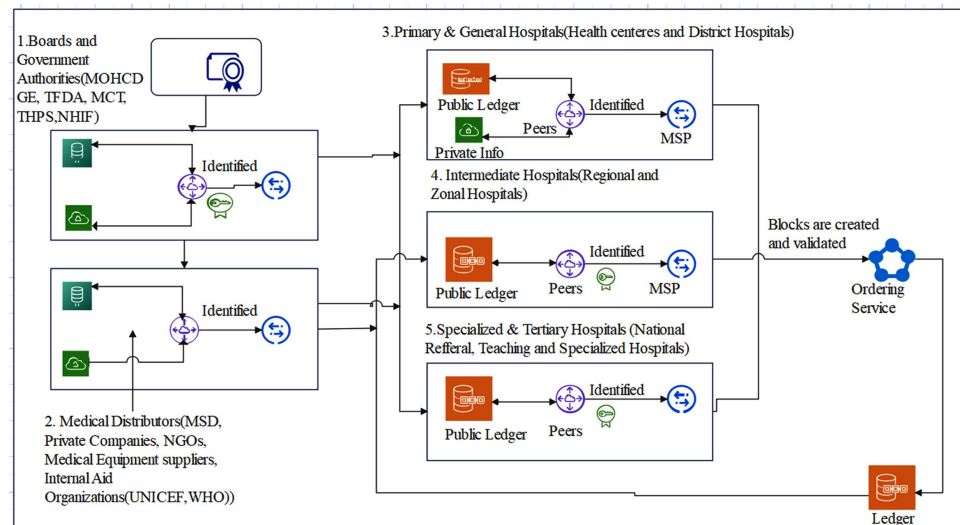 1.Boards and
Government
Authorities(MOHCD
GE, TFDA, MCT,
THPS,NHIF)
Identified
Identified
2. Medical Distributors(MSD,
Private Companies, NGOs,
Medical Equipment suppliers,
Internal Aid
Organizations(UNICEF,WHO))
3.Primary & General Hospitals(Health centeres and District Hospitals)
Public Ledger
Identified
Peers
Private Info
MSP
4. Intermediate Hospitals(Regional and
Zonal Hospitals)
Identified
Public Ledger
Peers
MSP
5.Specialized & Tertiary Hospitals (National
Refferal, Teaching and Specialized Hospitals)
Identified
Public Ledger
Peers
Blocks are created
and validated
Ordering
Service
Ledger